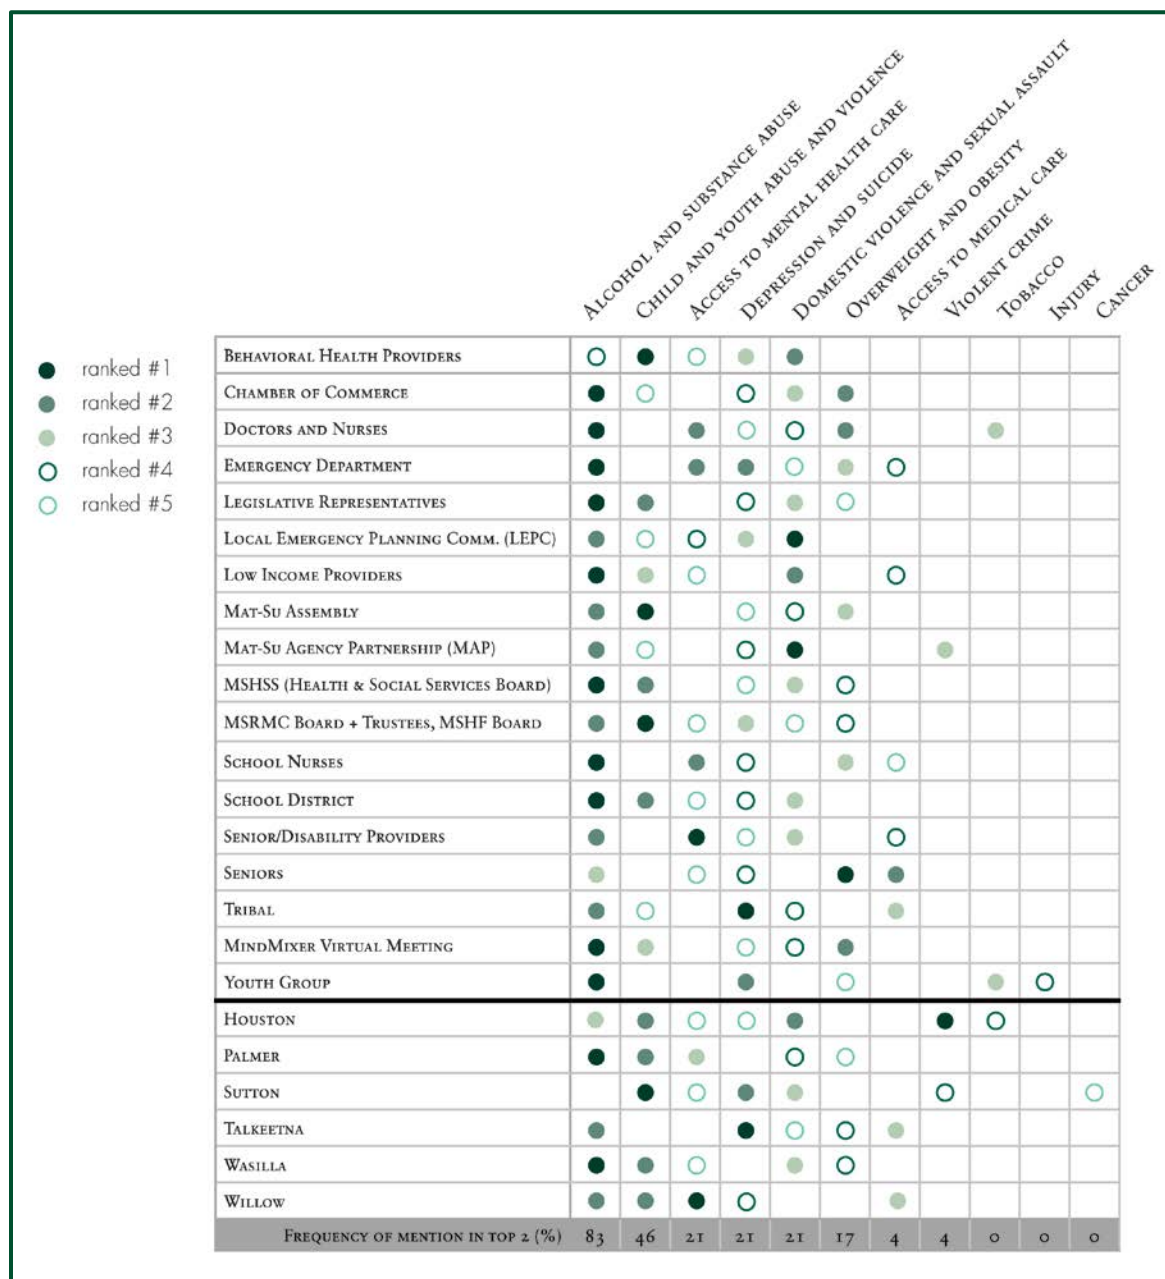 ALCOHOL AND SUBSTANCE ABUSE
CHILD AND YOUTH ABUSE AND VIOLENCE
ACCESS TO MENTAL HEALTH CARE
DEPRESSION AND SUICIDE
DOMESTIC VIOLENCE AND SEXUAL ASSAULT
OVERWEIGHT AND OBESITY
ACCESS TO MEDICAL CARE
VIOLENT CRIME
TOBACCO
INJURY
CANCER
ranked #1
ranked #2
ranked #3
ranked #4
ranked #5
BEHAVIORAL HEALTH PROVIDERS
CHAMBER OF COMMERCE
DOCTORS AND NURSES
EMERGENCY DEPARTMENT
LEGISLATIVE REPRESENTATIVES
LOCAL EMERGENCY PLANNING COMM. (LEPC)
LOW INCOME PROVIDERS
MAT-SU ASSEMBLY
MAT-SU AGENCY PARTNERSHIP (MAP)
MSHSS (HEALTH & SOCIAL SERVICES BOARD)
MSRMC BOARD + TRUSTEES, MSHF BOARD
SCHOOL NURSES
SCHOOL DISTRICT
SENIOR/DISABILITY PROVIDERS
SENIORS
TRIBAL
MINDMIXER VIRTUAL MEETING
YOUTH GROUP
HOUSTON
PALMER
SUTTON
TALKEETNA
WASILLA
WILLOW
FREQUENCY OF MENTION IN TOP 2 (%) 83 46 21 21 21 17 4 4 0 0 0